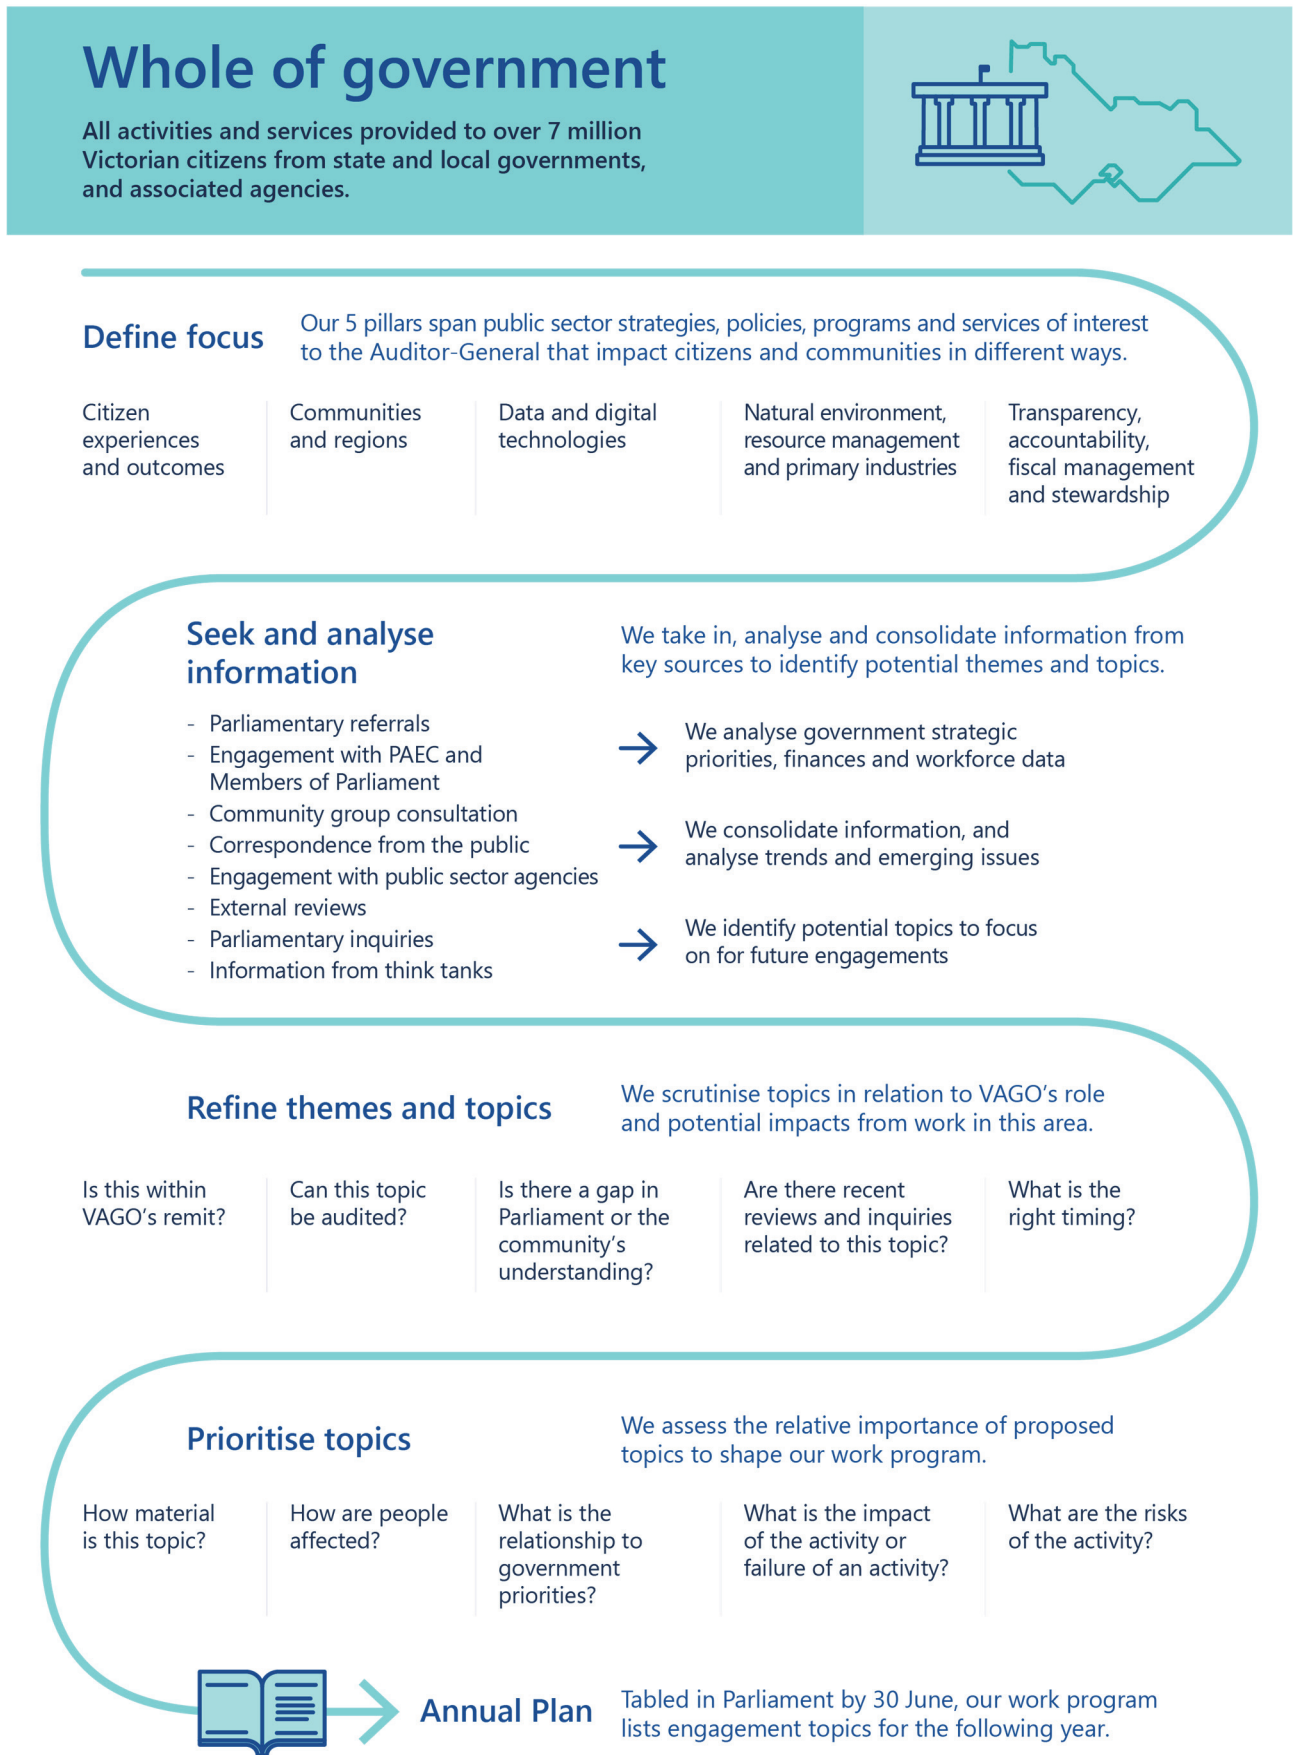 Whole of government
All activities and services provided to over 7 million
Victorian citizens from state and local governments,
and associated agencies.
Define focus
Our 5 pillars span public sector strategies, policies, programs and services of interest
to the Auditor-General that impact citizens and communities in different ways.
Citizen
experiences
and outcomes
Communities
and regions
Data and digital
technologies
Natural environment,
resource management
and primary industries
Transparency,
accountability,
fiscal management
and stewardship
Seek and analyse
information
We take in, analyse and consolidate information from
key sources to identify potential themes and topics.
- Parliamentary referrals
- Engagement with PAEC and
Members of Parliament
- Community group consultation
- Correspondence from the public
- Engagement with public sector agencies
- External reviews
- Parliamentary inquiries
- Information from think tanks
We analyse government strategic
priorities, finances and workforce data
We consolidate information, and
analyse trends and emerging issues
We identify potential topics to focus
on for future engagements
Refine themes and topics
We scrutinise topics in relation to VAGO's role
and potential impacts from work in this area.
Is this within
VAGO's remit?
Can this topic
be audited?
Is there a gap in
Parliament or the
community's
understanding?
Are there recent
reviews and inquiries
related to this topic?
What is the
right timing?
Prioritise topics
We assess the relative importance of proposed
topics to shape our work program.
How material
is this topic?
How are people
affected?
What is the
relationship to
government
priorities?
What is the impact
of the activity or
failure of an activity?
What are the risks
of the activity?
Annual Plan
Tabled in Parliament by 30 June, our work program
lists engagement topics for the following year.